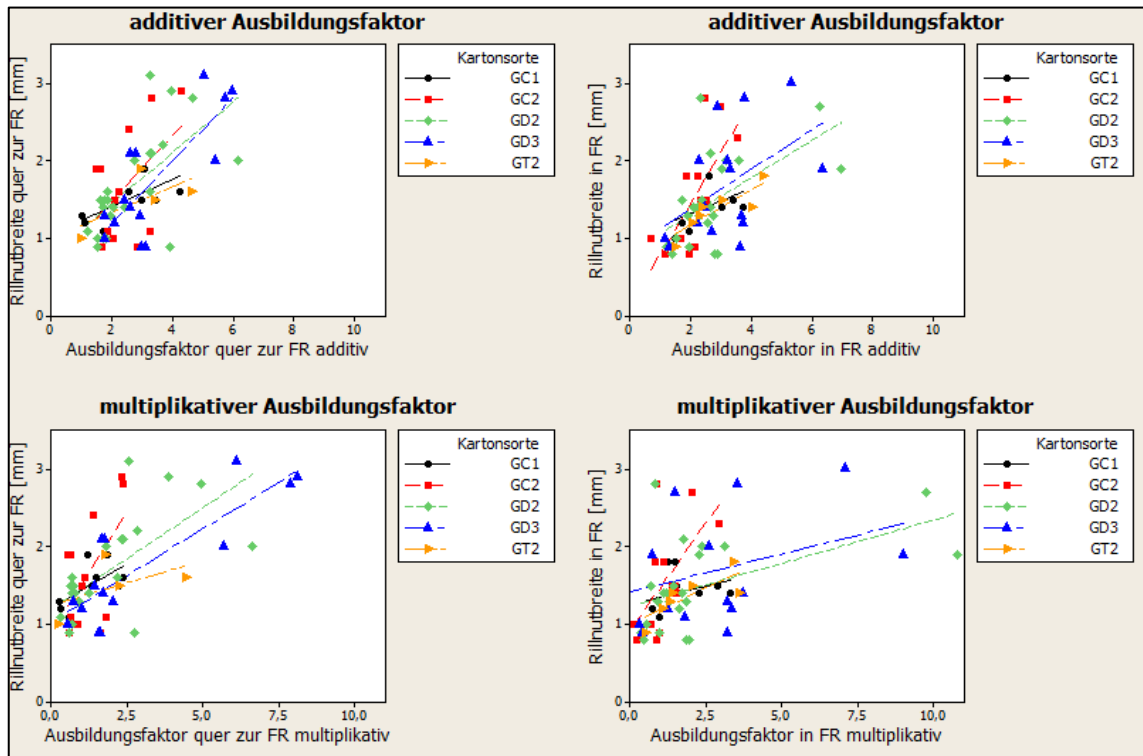 additiver Ausbildungsfaktor
Rillnutbreite quer zur FR [mm]
3
2
1
0
0 2 4 6 8 10
Ausbildungsfaktor quer zur FR additiv
Kartonsorte
GC1
GC2
GD2
GD3
GT2
additiver Ausbildungsfaktor
Rillnutbreite in FR [mm]
3
2
1
0
0 2 4 6 8 10
Ausbildungsfaktor in FR additiv
Kartonsorte
GC1
GC2
GD2
GD3
GT2
multiplikativer Ausbildungsfaktor
Rillnutbreite quer zur FR [mm]
3
2
1
0
0,0 2,5 5,0 7,5 10,0
Ausbildungsfaktor quer zur FR multiplikativ
Kartonsorte
GC1
GC2
GD2
GD3
GT2
multiplikativer Ausbildungsfaktor
Rillnutbreite in FR [mm]
3
2
1
0
0,0 2,5 5,0 7,5 10,0
Ausbildungsfaktor in FR multiplikativ
Kartonsorte
GC1
GC2
GD2
GD3
GT2